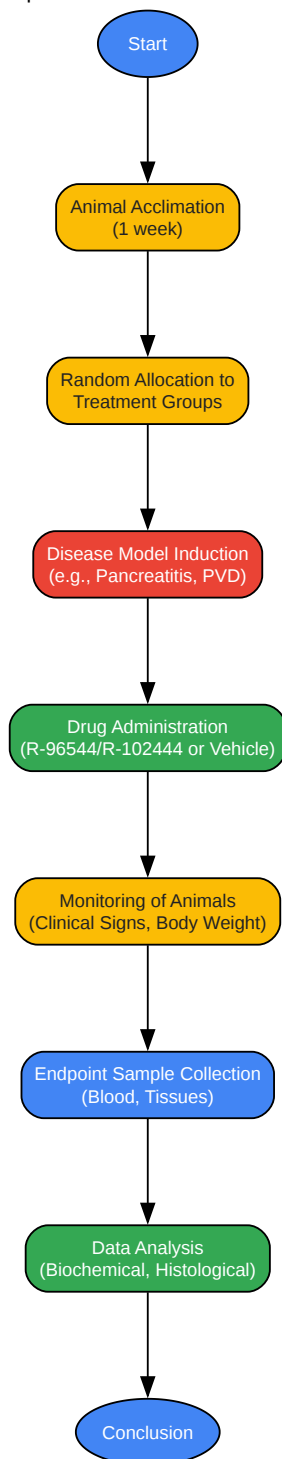 Start
Animal Acclimation
(1 week)
Random Allocation to
Treatment Groups
Disease Model Induction
(e.g., Pancreatitis, PVD)
Drug Administration
(R-96544/R-102444 or Vehicle)
Monitoring of Animals
(Clinical Signs, Body Weight)
Endpoint Sample Collection
(Blood, Tissues)
Data Analysis
(Biochemical, Histological)
Conclusion